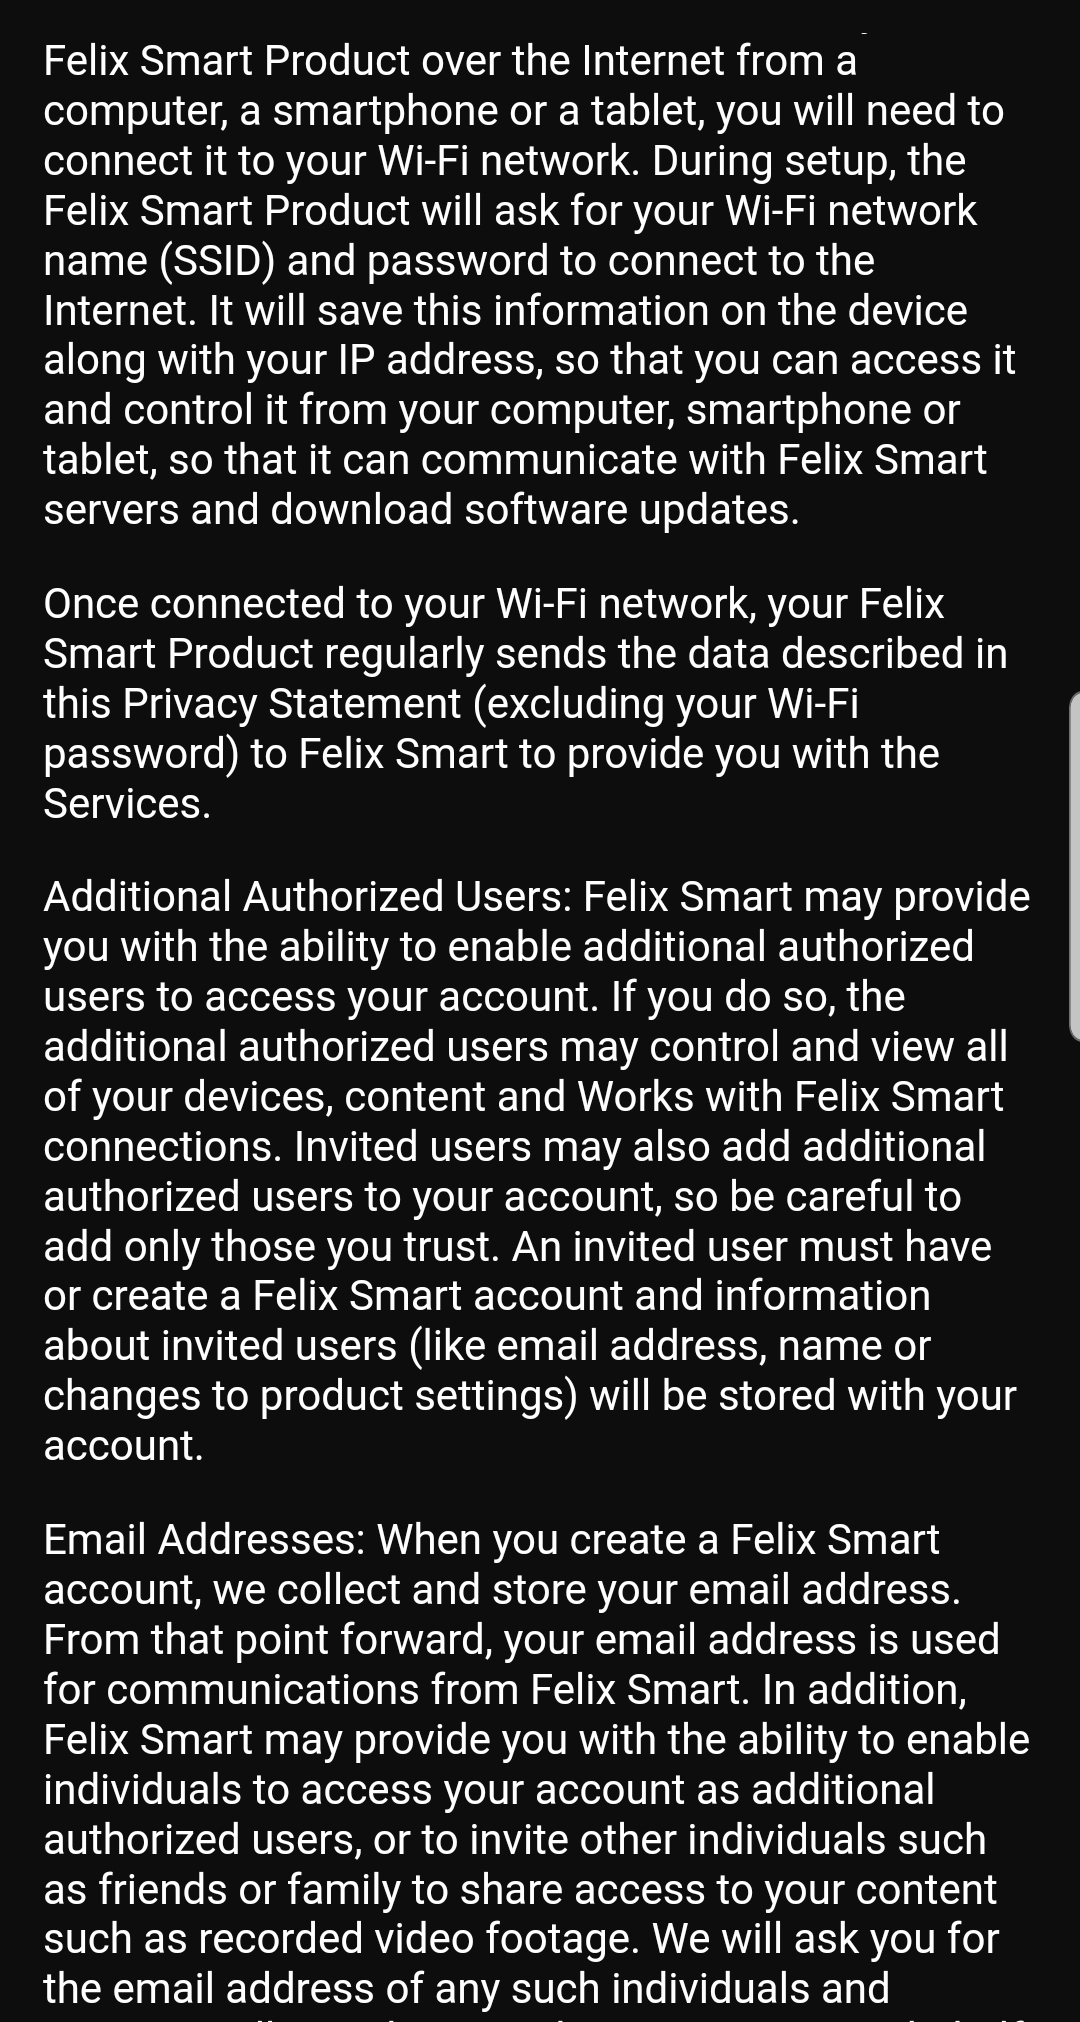 Felix Smart Product over the Internet from a
computer, a smartphone or a tablet, you will need to
connect it to your Wi-Fi network. During setup, the
Felix Smart Product will ask for your Wi-Fi network
name (SSID) and password to connect to the
Internet. It will save this information on the device
along with your IP address, so that you can access it
and control it from your computer, smartphone or
tablet, so that it can communicate with Felix Smart
servers and download software updates.

Once connected to your Wi-Fi network, your Felix
Smart Product regularly sends the data described in
this Privacy Statement (excluding your Wi-Fi
password) to Felix Smart to provide you with the
Services.

Additional Authorized Users: Felix Smart may provide
you with the ability to enable additional authorized
users to access your account. If you do so, the
additional authorized users may control and view all
of your devices, content and Works with Felix Smart
connections. Invited users may also add additional
authorized users to your account, so be careful to
add only those you trust. An invited user must have
or create a Felix Smart account and information
about invited users (like email address, name or
changes to product settings) will be stored with your
account.

Email Addresses: When you create a Felix Smart
account, we collect and store your email address.
From that point forward, your email address is used
for communications from Felix Smart. In addition,
Felix Smart may provide you with the ability to enable
individuals to access your account as additional
authorized users, or to invite other individuals such
as friends or family to share access to your content
such as recorded video footage. We will ask you for
the email address of any such individuals and